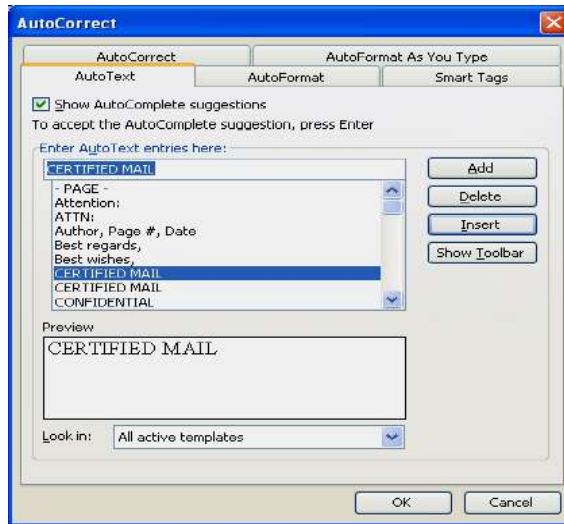 AutoCorrect
AutoCorrect AutoFormat As You Type
AutoText AutoFormat Smart Tags
Show AutoComplete suggestions
To accept the AutoComplete suggestion, press Enter
Enter AutoText entries here:
CERTIFIED MAIL
Add
- PAGE -
Attention:
ATTN:
Author, Page #, Date
Best regards,
Best wishes,
CERTIFIED MAIL
CERTIFIED MAIL
CONFIDENTIAL
Delete
Insert
Show Toolbar
Preview
CERTIFIED MAIL
Look in: All active templates
OK Cancel